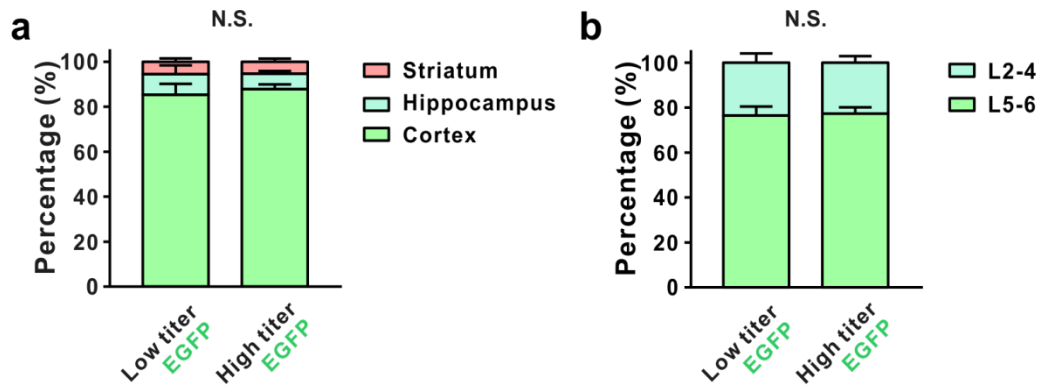 a
N.S.
Percentage (%)
100
80
60
40
20
0
Low titer
EGFP
High titer
EGFP
Striatum
Hippocampus
Cortex
b
N.S.
Percentage (%)
100
80
60
40
20
0
Low titer
EGFP
High titer
EGFP
L2-4
L5-6